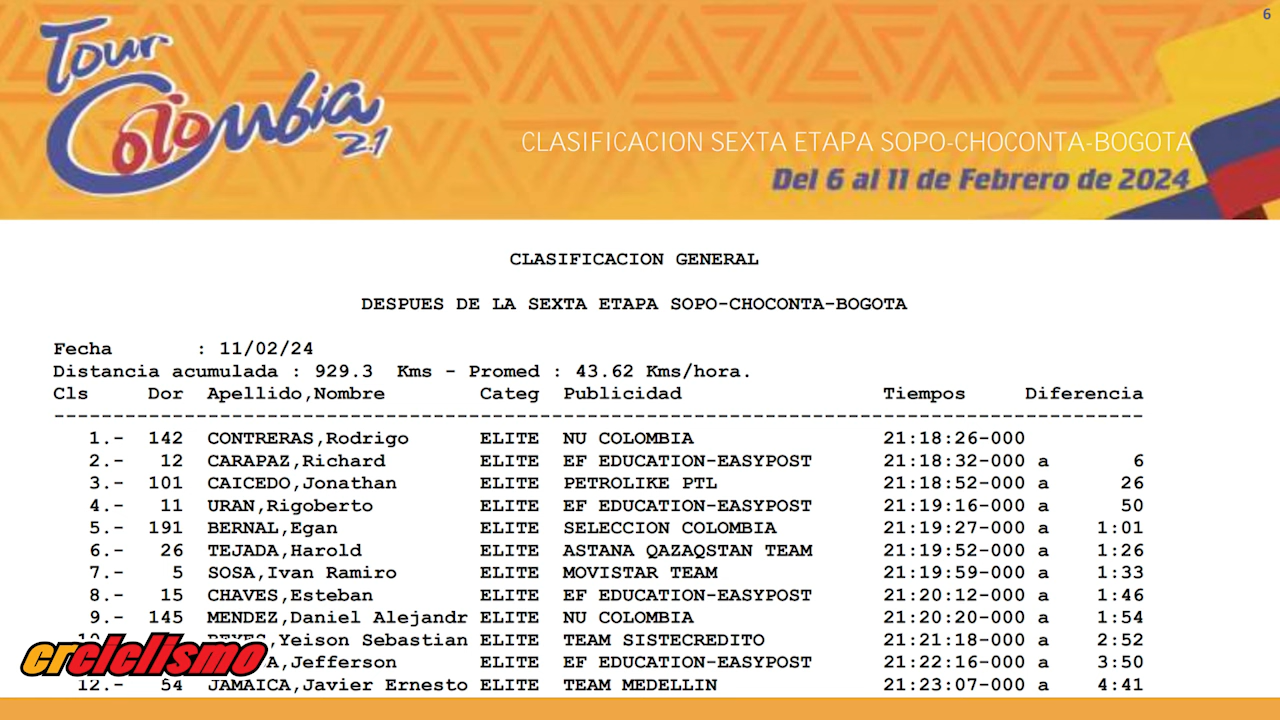 6
Tour
Colombia
2.1
CLASIFICACION SEXTA ETAPA SOPO-CHOCONTA-BOGOTA
Del 6 al 11 de Febrero de 2024
CLASIFICACION GENERAL
DESPUES DE LA SEXTA ETAPA SOPO-CHOCONTA-BOGOTA
Fecha : 11/02/24
Distancia acumulada : 929.3 Kms - Promed : 43.62 Kms/hora.
Cls Dor Apellido,Nombre Categ Publicidad Tiempos Diferencia
1.- 142 CONTRERAS,Rodrigo ELITE NU COLOMBIA 21:18:26-000
2.- 12 CARAPAZ,Richard ELITE EF EDUCATION-EASYPOST 21:18:32-000 a 6
3.- 101 CAICEDO,Jonathan ELITE PETROLIKE PTL 21:18:52-000 a 26
4.- 11 URAN,Rigoberto ELITE EF EDUCATION-EASYPOST 21:19:16-000 a 50
5.- 191 BERNAL,Egan ELITE SELECCION COLOMBIA 21:19:27-000 a 1:01
6.- 26 TEJADA,Harold ELITE ASTANA QAZAQSTAN TEAM 21:19:52-000 a 1:26
7.- 5 SOSA,Ivan Ramiro ELITE MOVISTAR TEAM 21:19:59-000 a 1:33
8.- 15 CHAVES,Esteban ELITE EF EDUCATION-EASYPOST 21:20:12-000 a 1:46
9.- 145 MENDEZ,Daniel Alejandr ELITE NU COLOMBIA 21:20:20-000 a 1:54
REYES,Yeison Sebastian ELITE TEAM SISTECREDITO 21:21:18-000 a 2:52
Jefferson ELITE EF EDUCATION-EASYPOST 21:22:16-000 a 3:50
12.- 54 JAMAICA,Javier Ernesto ELITE TEAM MEDELLIN 21:23:07-000 a 4:41
crciclismo